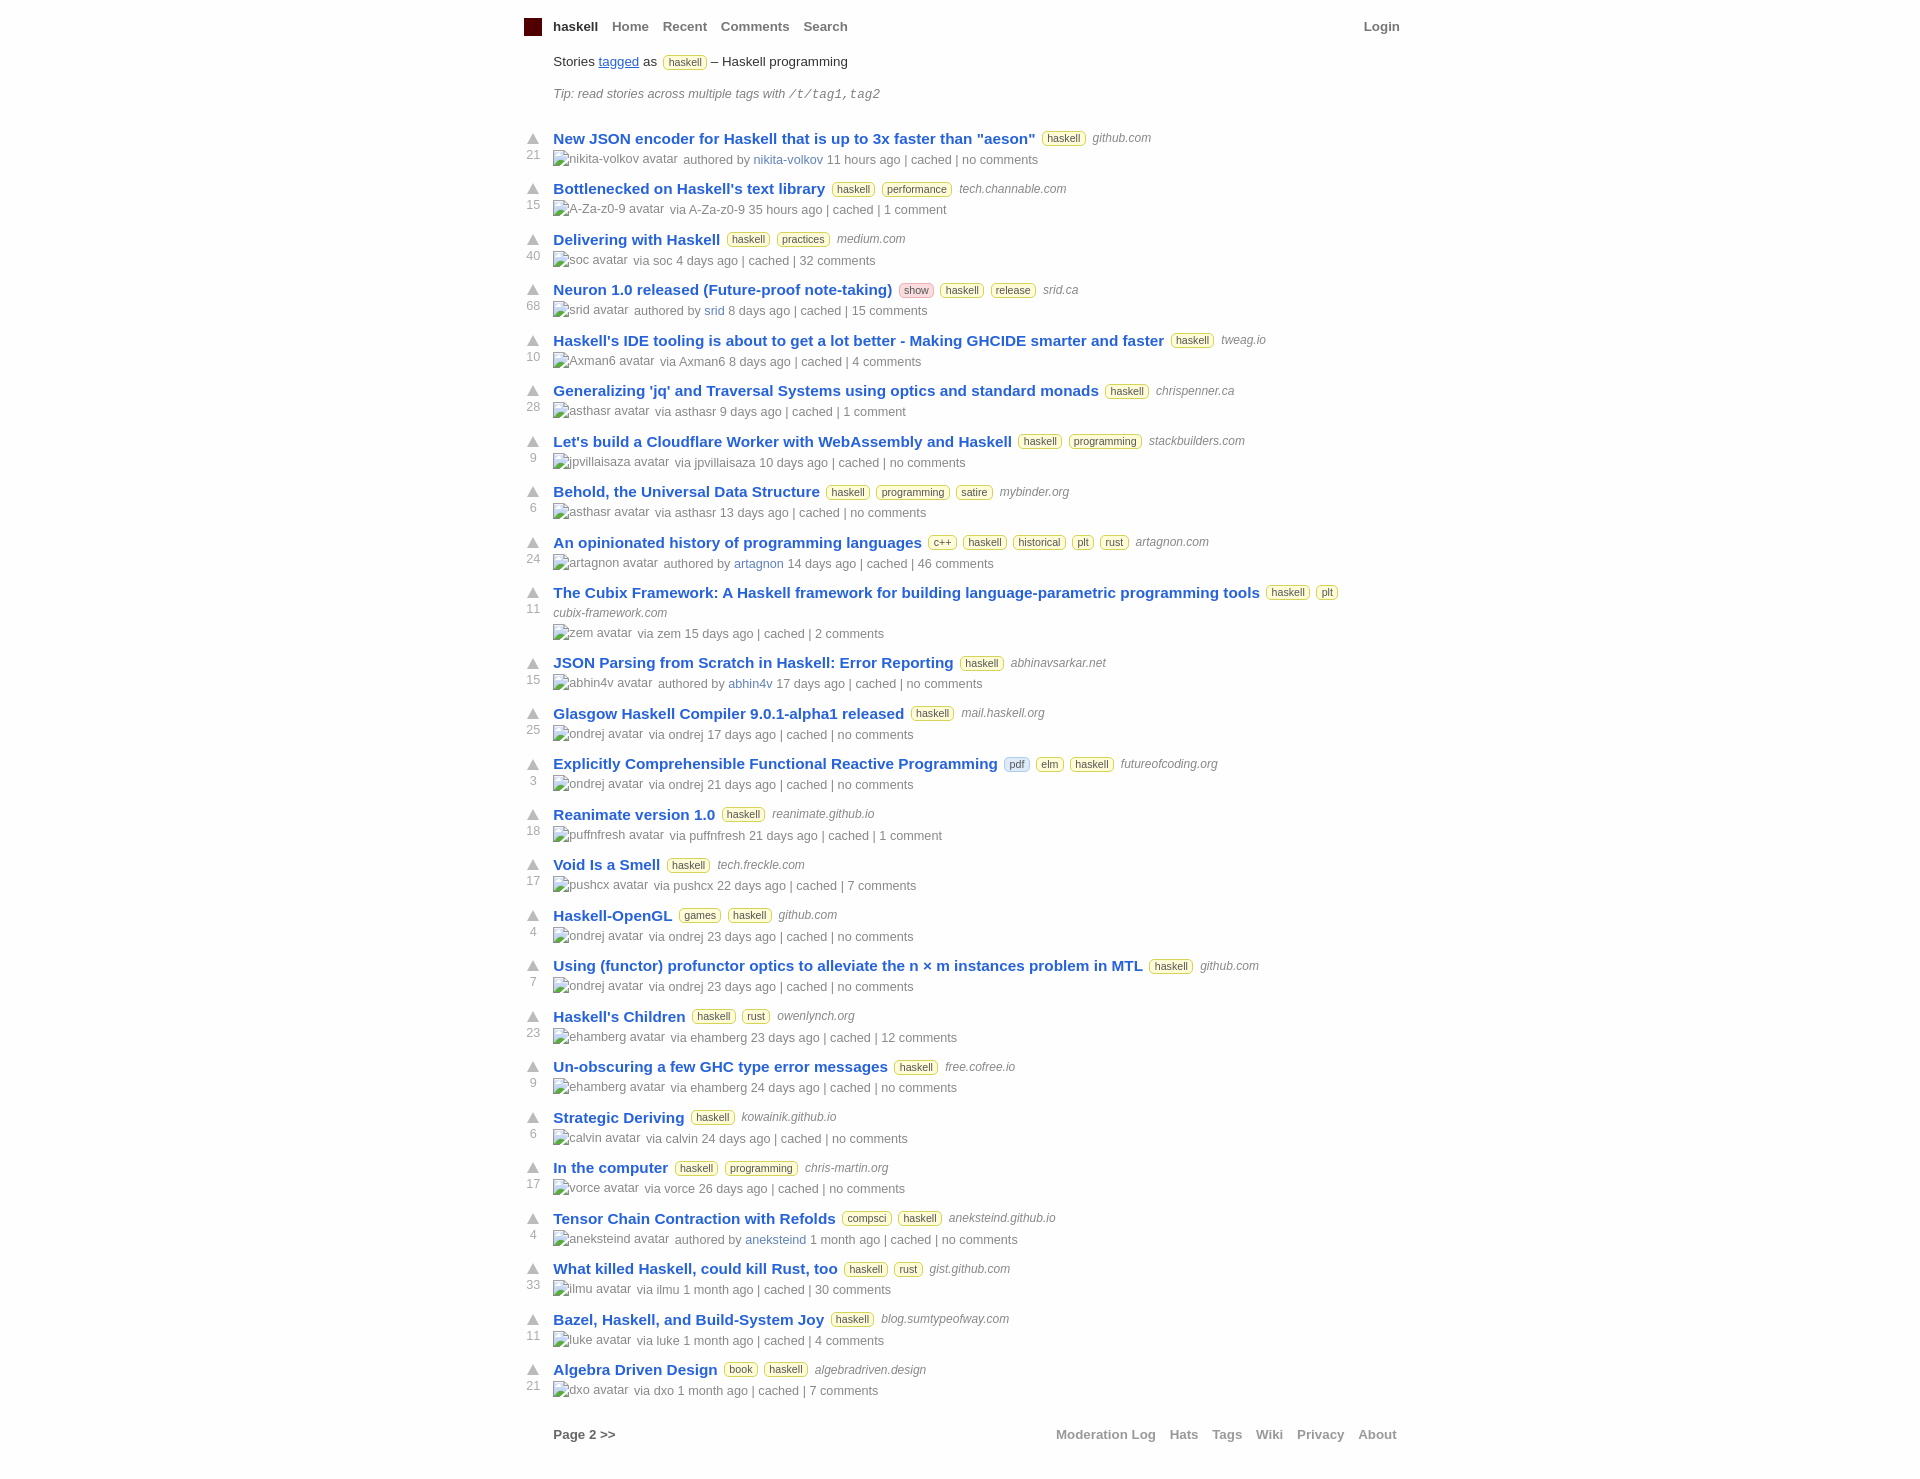 haskell Home Recent Comments Search Login
Stories tagged as haskell – Haskell programming
Tip: read stories across multiple tags with /t/tag1,tag2
New JSON encoder for Haskell that is up to 3x faster than "aeson" haskell github.com
21 nikita-volkov avatar authored by nikita-volkov 11 hours ago | cached | no comments
Bottlenecked on Haskell's text library haskell performance tech.channable.com
15 A-Za-z0-9 avatar via A-Za-z0-9 35 hours ago | cached | 1 comment
Delivering with Haskell haskell practices medium.com
40 soc avatar via soc 4 days ago | cached | 32 comments
Neuron 1.0 released (Future-proof note-taking) show haskell release srid.ca
68 srid avatar authored by srid 8 days ago | cached | 15 comments
Haskell's IDE tooling is about to get a lot better - Making GHCIDE smarter and faster haskell tweag.io
10 Axman6 avatar via Axman6 8 days ago | cached | 4 comments
Generalizing 'jq' and Traversal Systems using optics and standard monads haskell chrispenner.ca
28 asthasr avatar via asthasr 9 days ago | cached | 1 comment
Let's build a Cloudflare Worker with WebAssembly and Haskell haskell programming stackbuilders.com
9 jpvillaisaza avatar via jpvillaisaza 10 days ago | cached | no comments
Behold, the Universal Data Structure haskell programming satire mybinder.org
6 asthasr avatar via asthasr 13 days ago | cached | no comments
An opinionated history of programming languages c++ haskell historical plt rust artagnon.com
24 artagnon avatar authored by artagnon 14 days ago | cached | 46 comments
The Cubix Framework: A Haskell framework for building language-parametric programming tools haskell plt
11 cubix-framework.com
zem avatar via zem 15 days ago | cached | 2 comments
JSON Parsing from Scratch in Haskell: Error Reporting haskell abhinavsarkar.net
15 abhin4v avatar authored by abhin4v 17 days ago | cached | no comments
Glasgow Haskell Compiler 9.0.1-alpha1 released haskell mail.haskell.org
25 ondrej avatar via ondrej 17 days ago | cached | no comments
Explicitly Comprehensible Functional Reactive Programming pdf elm haskell futureofcoding.org
3 ondrej avatar via ondrej 21 days ago | cached | no comments
Reanimate version 1.0 haskell reanimate.github.io
18 puffnfresh avatar via puffnfresh 21 days ago | cached | 1 comment
Void Is a Smell haskell tech.freckle.com
17 pushcx avatar via pushcx 22 days ago | cached | 7 comments
Haskell-OpenGL games haskell github.com
4 ondrej avatar via ondrej 23 days ago | cached | no comments
Using (functor) profunctor optics to alleviate the n × m instances problem in MTL haskell github.com
7 ondrej avatar via ondrej 23 days ago | cached | no comments
Haskell's Children haskell rust owenlynch.org
23 ehamberg avatar via ehamberg 23 days ago | cached | 12 comments
Un-obscuring a few GHC type error messages haskell free.cofree.io
9 ehamberg avatar via ehamberg 24 days ago | cached | no comments
Strategic Deriving haskell kowainik.github.io
6 calvin avatar via calvin 24 days ago | cached | no comments
In the computer haskell programming chris-martin.org
17 vorce avatar via vorce 26 days ago | cached | no comments
Tensor Chain Contraction with Refolds compsci haskell aneksteind.github.io
4 aneksteind avatar authored by aneksteind 1 month ago | cached | no comments
What killed Haskell, could kill Rust, too haskell rust gist.github.com
33 ilmu avatar via ilmu 1 month ago | cached | 30 comments
Bazel, Haskell, and Build-System Joy haskell blog.sumtypeofway.com
11 luke avatar via luke 1 month ago | cached | 4 comments
Algebra Driven Design book haskell algebradriven.design
21 dxo avatar via dxo 1 month ago | cached | 7 comments
Page 2 >> Moderation Log Hats Tags Wiki Privacy About